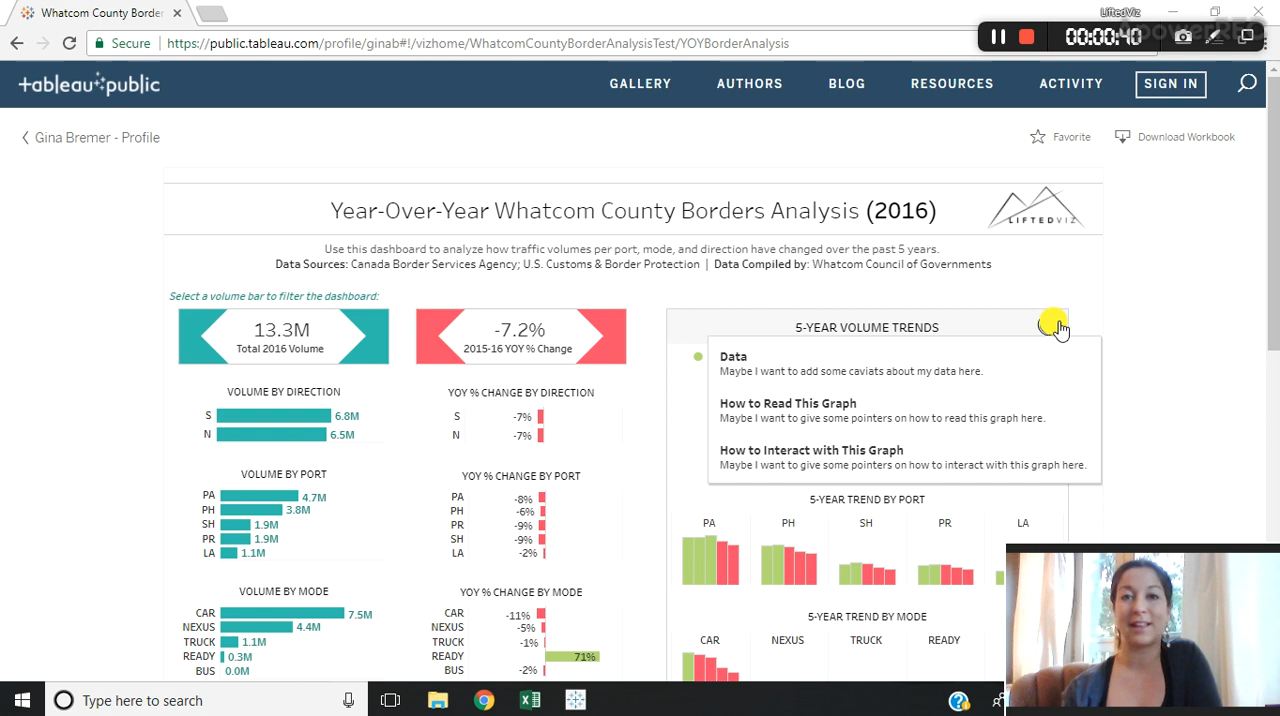 Whatcom County Border
LiftedViz
ApowerREC
Secure https://public.tableau.com/profile/ginab#!/vizhome/WhatcomCountyBorderAnalysisTest/YOYBorderAnalysis
00:00:40
tableau public
GALLERY AUTHORS BLOG RESOURCES ACTIVITY SIGN IN
Gina Bremer - Profile
Favorite Download Workbook
Year-Over-Year Whatcom County Borders Analysis (2016)
LIFTEDVIZ
Use this dashboard to analyze how traffic volumes per port, mode, and direction have changed over the past 5 years.
Data Sources: Canada Border Services Agency; U.S. Customs & Border Protection | Data Compiled by: Whatcom Council of Governments
Select a volume bar to filter the dashboard:
13.3M
Total 2016 Volume
-7.2%
2015-16 YOY % Change
5-YEAR VOLUME TRENDS
Data
Maybe I want to add some caviats about my data here.
How to Read This Graph
Maybe I want to give some pointers on how to read this graph here.
How to Interact with This Graph
Maybe I want to give some pointers on how to interact with this graph here.
VOLUME BY DIRECTION
S 6.8M
N 6.5M
YOY % CHANGE BY DIRECTION
S -7%
N -7%
VOLUME BY PORT
PA 4.7M
PH 3.8M
SH 1.9M
PR 1.9M
LA 1.1M
YOY % CHANGE BY PORT
PA -8%
PH -6%
PR -9%
SH -9%
LA -2%
5-YEAR TREND BY PORT
PA PH SH PR LA
VOLUME BY MODE
CAR 7.5M
NEXUS 4.4M
TRUCK 1.1M
READY 0.3M
BUS 0.0M
YOY % CHANGE BY MODE
CAR -11%
NEXUS -5%
TRUCK -1%
READY 71%
BUS -2%
5-YEAR TREND BY MODE
CAR NEXUS TRUCK READY
Type here to search